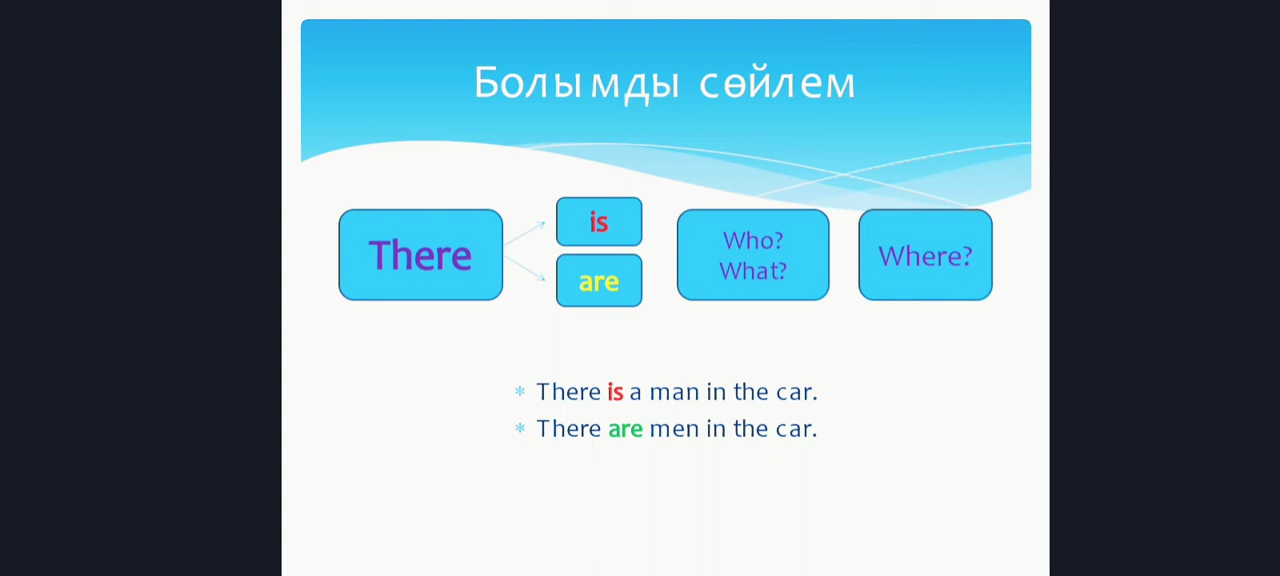 Болымды сөйлем
There
is
are
Who?
What?
Where?
There is a man in the car.
There are men in the car.